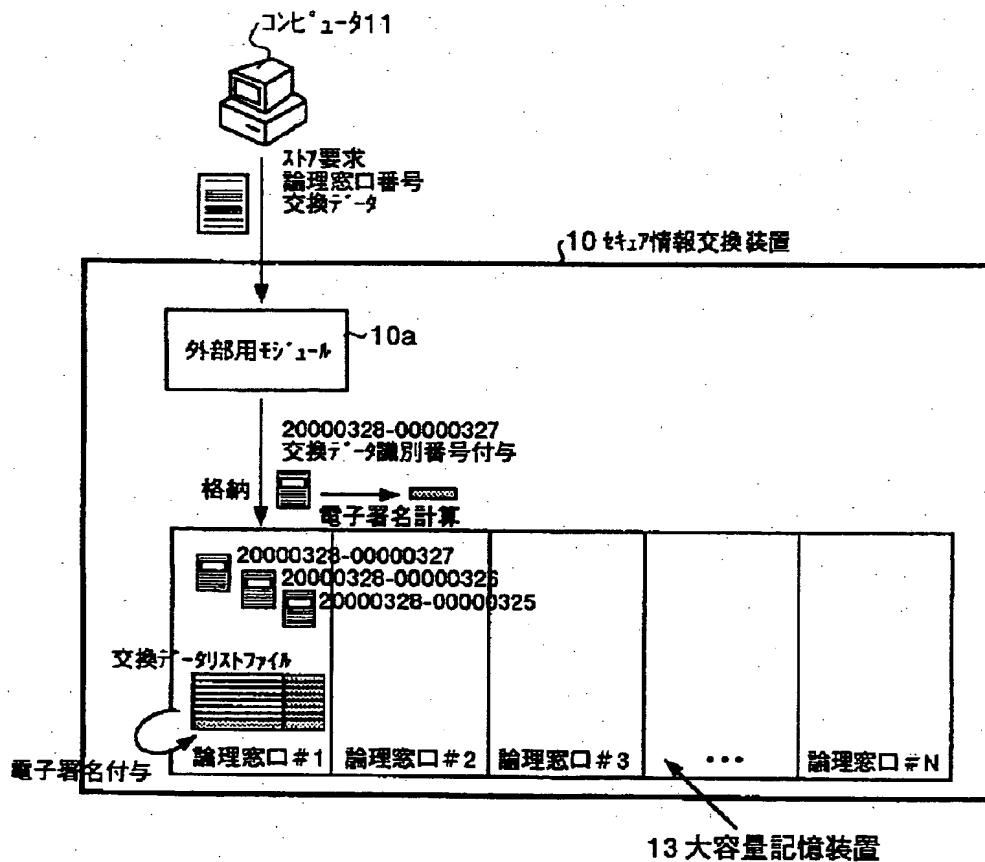 コンピュータ11
ストア要求
論理窓口番号
交換データ
10 セキュア情報交換装置
外部用モジュール
10a
20000328-00000327
交換データ識別番号付与
格納
電子署名計算
20000328-00000327
20000328-00000326
20000328-00000325
交換データリストファイル
電子署名付与
論理窓口#1
論理窓口#2
論理窓口#3
・・・
論理窓口#N
13 大容量記憶装置